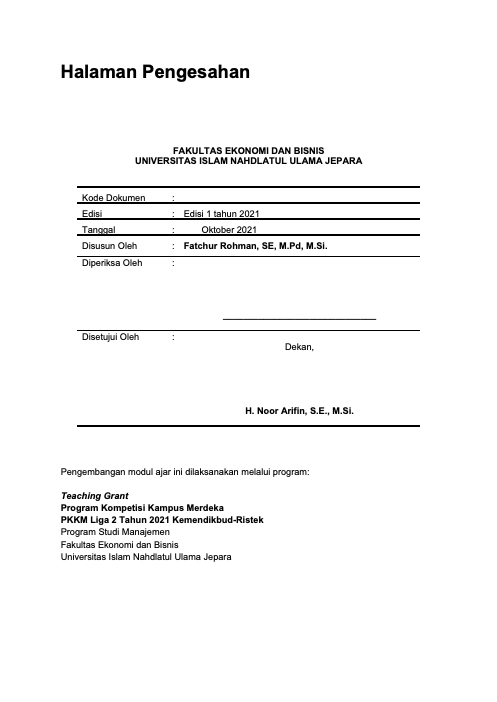 Halaman Pengesahan
FAKULTAS EKONOMI DAN BISNIS
UNIVERSITAS ISLAM NAHDLATUL ULAMA JEPARA
Kode Dokumen :
Edisi : Edisi 1 tahun 2021
Tanggal : Oktober 2021
Disusun Oleh : Fatchur Rohman, SE, M.Pd, M.Si.
Diperiksa Oleh :
Disetujui Oleh :
Dekan,
H. Noor Arifin, S.E., M.Si.
Pengembangan modul ajar ini dilaksanakan melalui program:
Teaching Grant
Program Kompetisi Kampus Merdeka
PKKM Liga 2 Tahun 2021 Kemendikbud-Ristek
Program Studi Manajemen
Fakultas Ekonomi dan Bisnis
Universitas Islam Nahdlatul Ulama Jepara